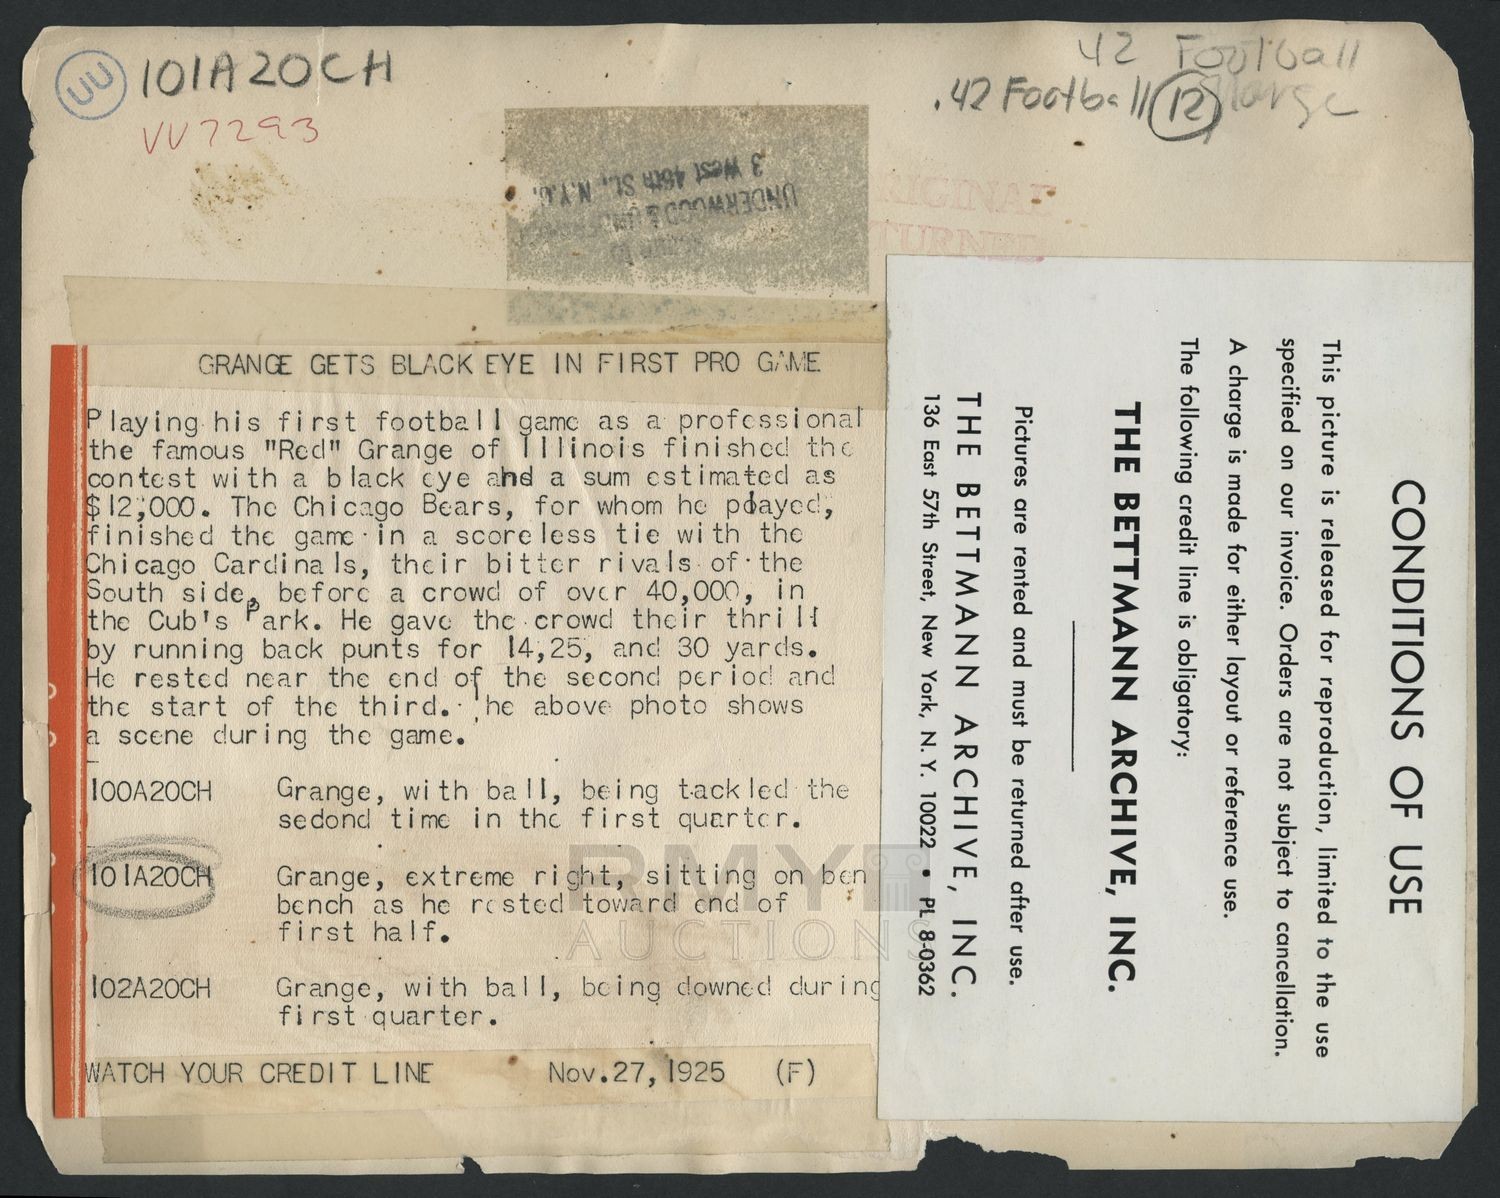 UU 101A20CH
VV7293
42 Football
.42 Football 12
3 West 46th St., N.Y.C.
UNDERWOOD & UNDERWOOD
GRANGE GETS BLACK EYE IN FIRST PRO GAME
Playing his first football game as a professional
the famous "Red" Grange of Illinois finished the
contest with a black eye and a sum estimated as
$12,000. The Chicago Bears, for whom he poayed,
finished the game in a scoreless tie with the
Chicago Cardinals, their bitter rivals of the
South side, before a crowd of over 40,000, in
the Cub's Park. He gave the crowd their thrill
by running back punts for 14,25, and 30 yards.
He rested near the end of the second period and
the start of the third. The above photo shows
a scene during the game.
100A20CH Grange, with ball, being tackled the
sedond time in the first quarter.
101A20CH Grange, extreme right, sitting on ben
bench as he rested toward end of
first half.
102A20CH Grange, with ball, being downed during
first quarter.
WATCH YOUR CREDIT LINE Nov.27,1925 (F)
CONDITIONS OF USE
This picture is released for reproduction, limited to the use
specified on our invoice. Orders are not subject to cancellation.
A charge is made for either layout or reference use.
The following credit line is obligatory:
THE BETTMANN ARCHIVE, INC.
Pictures are rented and must be returned after use.
THE BETTMANN ARCHIVE, INC.
136 East 57th Street, New York, N. Y. 10022 • PL 8-0362
RMY
AUCTIONS